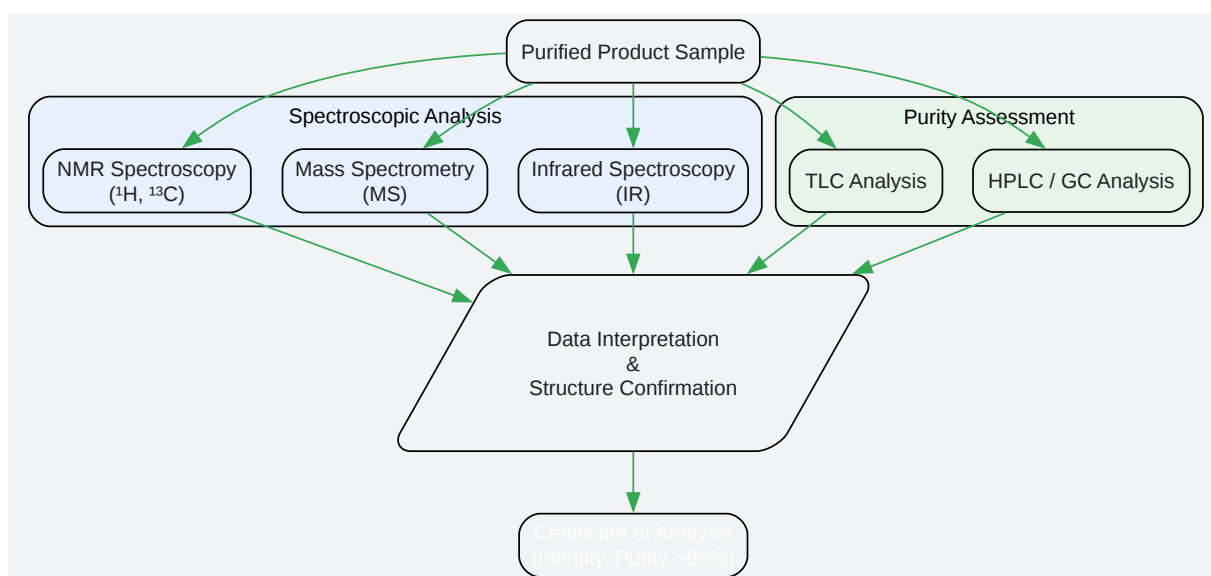 Purified Product Sample
Spectroscopic Analysis
Purity Assessment
NMR Spectroscopy
(¹H, ¹³C)
Mass Spectrometry
(MS)
Infrared Spectroscopy
(IR)
TLC Analysis
HPLC / GC Analysis
Data Interpretation
&
Structure Confirmation
Certificate of Analysis
(Identity, Purity >95%)